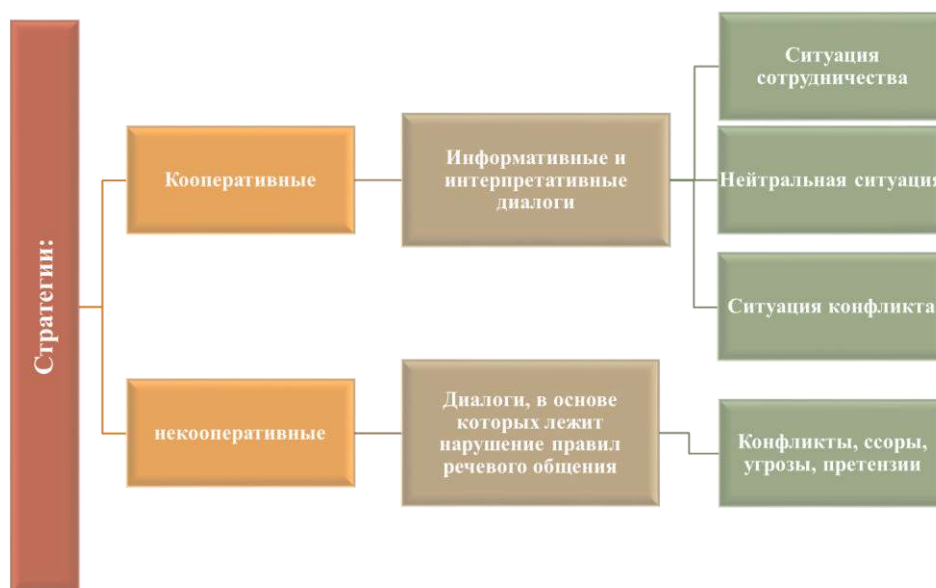 Стратегии:
Кооперативные
Информативные и
интерпретативные
диалоги
Ситуация
сотрудничества
Нейтральная ситуация
Ситуация конфликта
некооперативные
Диалоги, в основе
которых лежит
нарушение правил
речевого общения
Конфликты, ссоры,
угрозы, претензии